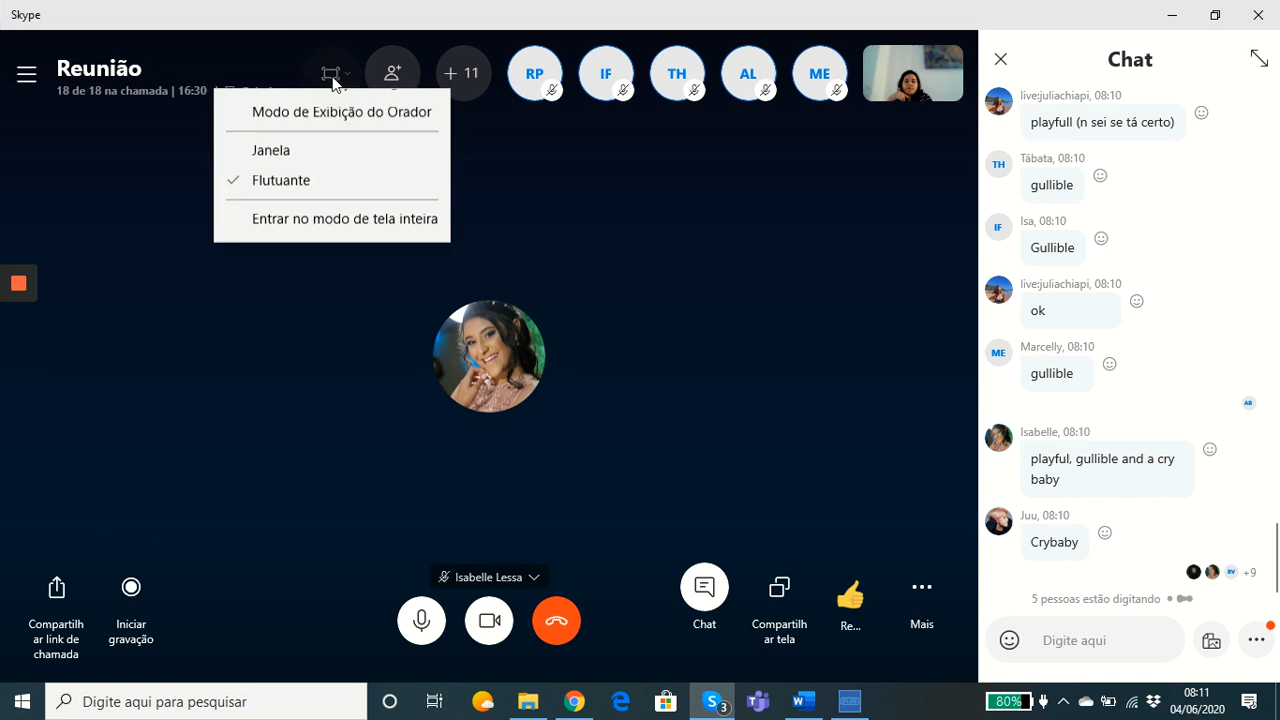 Skype
Reunião
18 de 18 na chamada | 16:30
+ 11
RP
IF
TH
AL
ME
Modo de Exibição do Orador
Janela
Flutuante
Entrar no modo de tela inteira
Isabelle Lessa
Compartilh
ar link de
chamada
Iniciar
gravação
Chat
Compartilh
ar tela
Re...
Mais
Chat
live:juliachiapi, 08:10
playfull (n sei se tá certo)
TH
Tábata, 08:10
gullible
IF
Isa, 08:10
Gullible
live:juliachiapi, 08:10
ok
ME
Marcelly, 08:10
gullible
AB
Isabelle, 08:10
playful, gullible and a cry
baby
Juu, 08:10
Crybaby
RV
+9
5 pessoas estão digitando
Digite aqui
Digite aqui para pesquisar
3
80%
08:11
04/06/2020